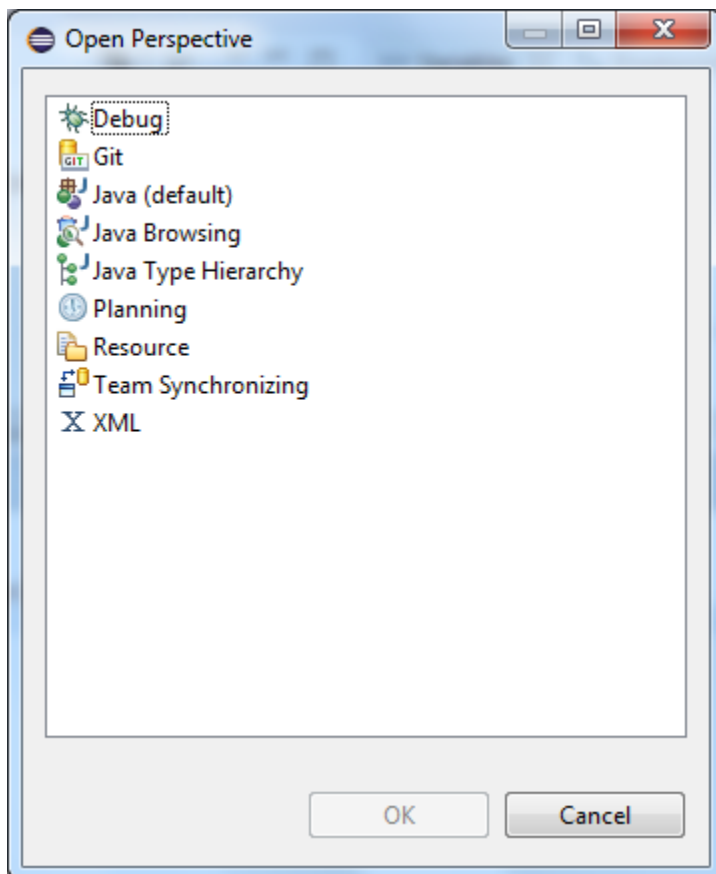 Open Perspective
Debug
GIT Git
Java (default)
Java Browsing
Java Type Hierarchy
Planning
Resource
Team Synchronizing
X XML
OK Cancel